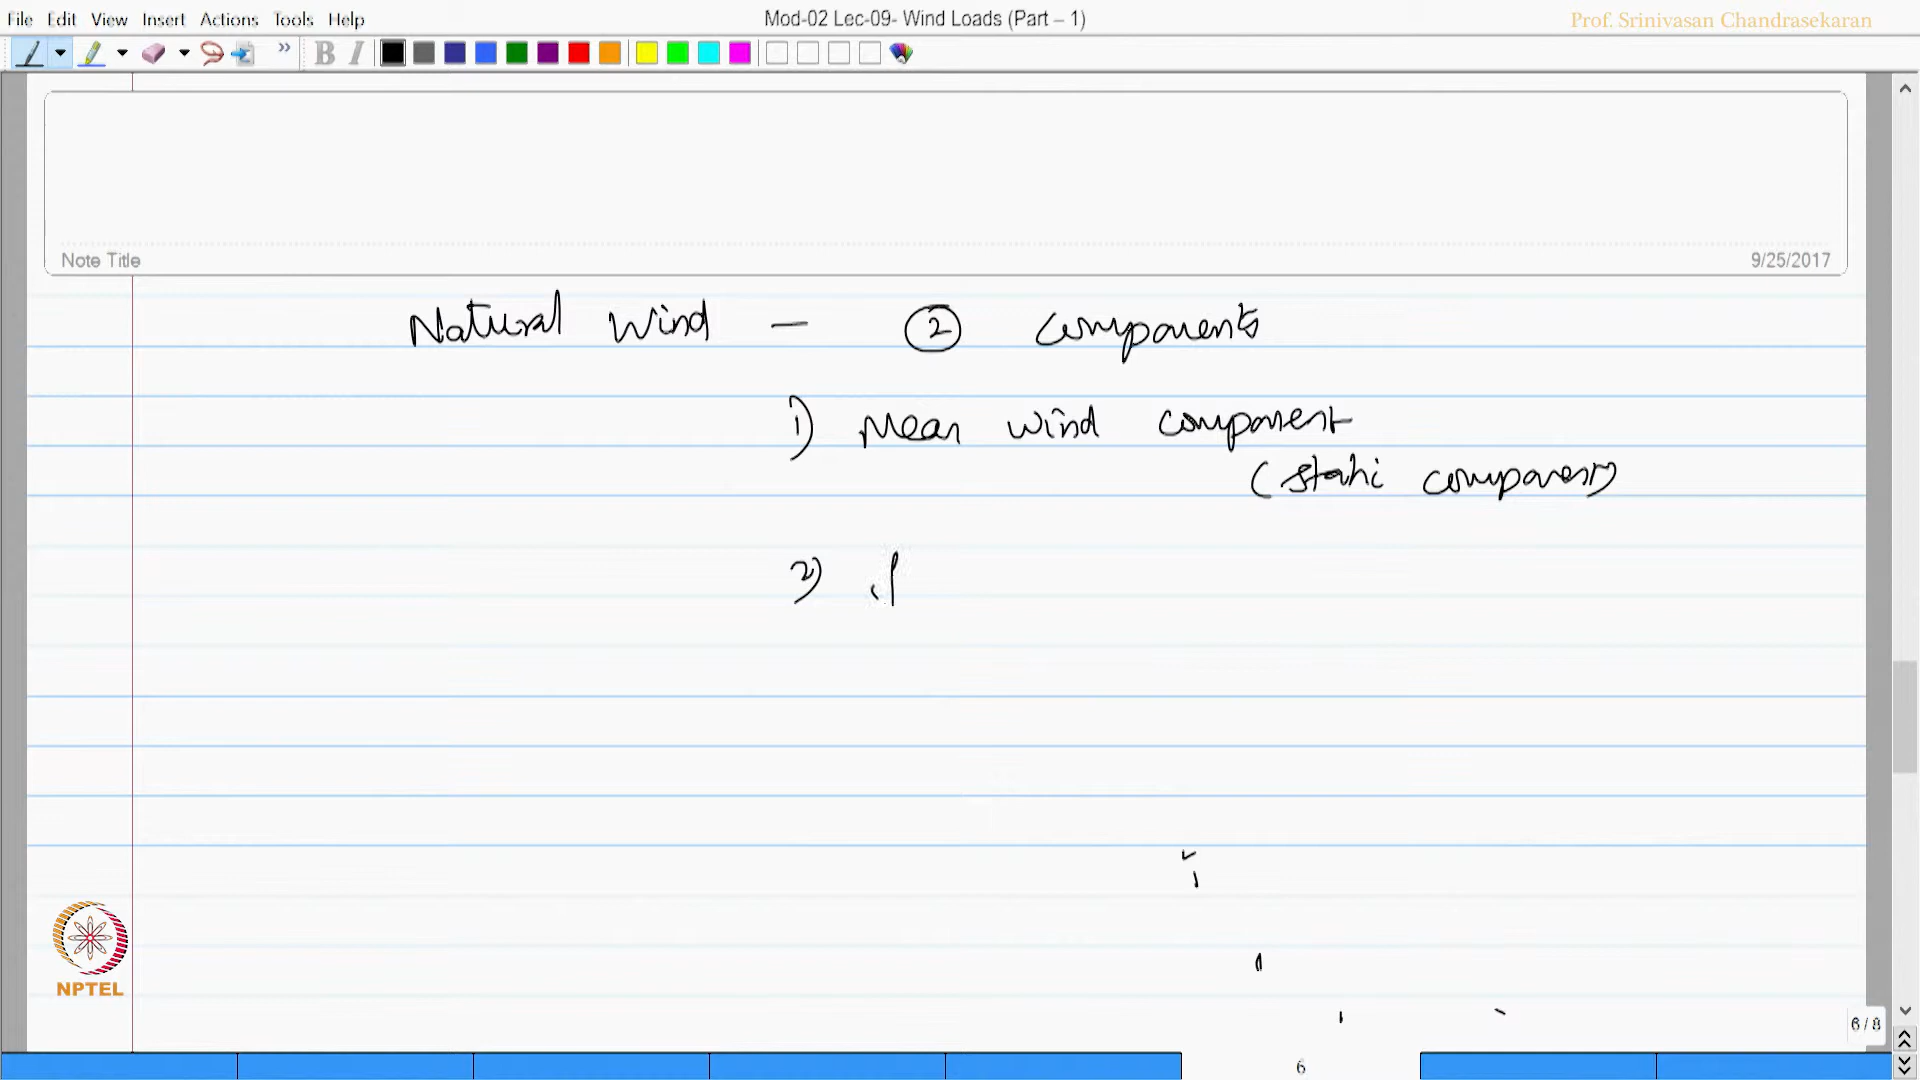 File Edit View Insert Actions Tools Help
Mod-02 Lec-09- Wind Loads (Part – 1)
Prof. Srinivasan Chandrasekaran
B I
Note Title
9/25/2017
Natural Wind — 2 components
1) Mean wind component
(static component)
2)
NPTEL
6 / 8
6